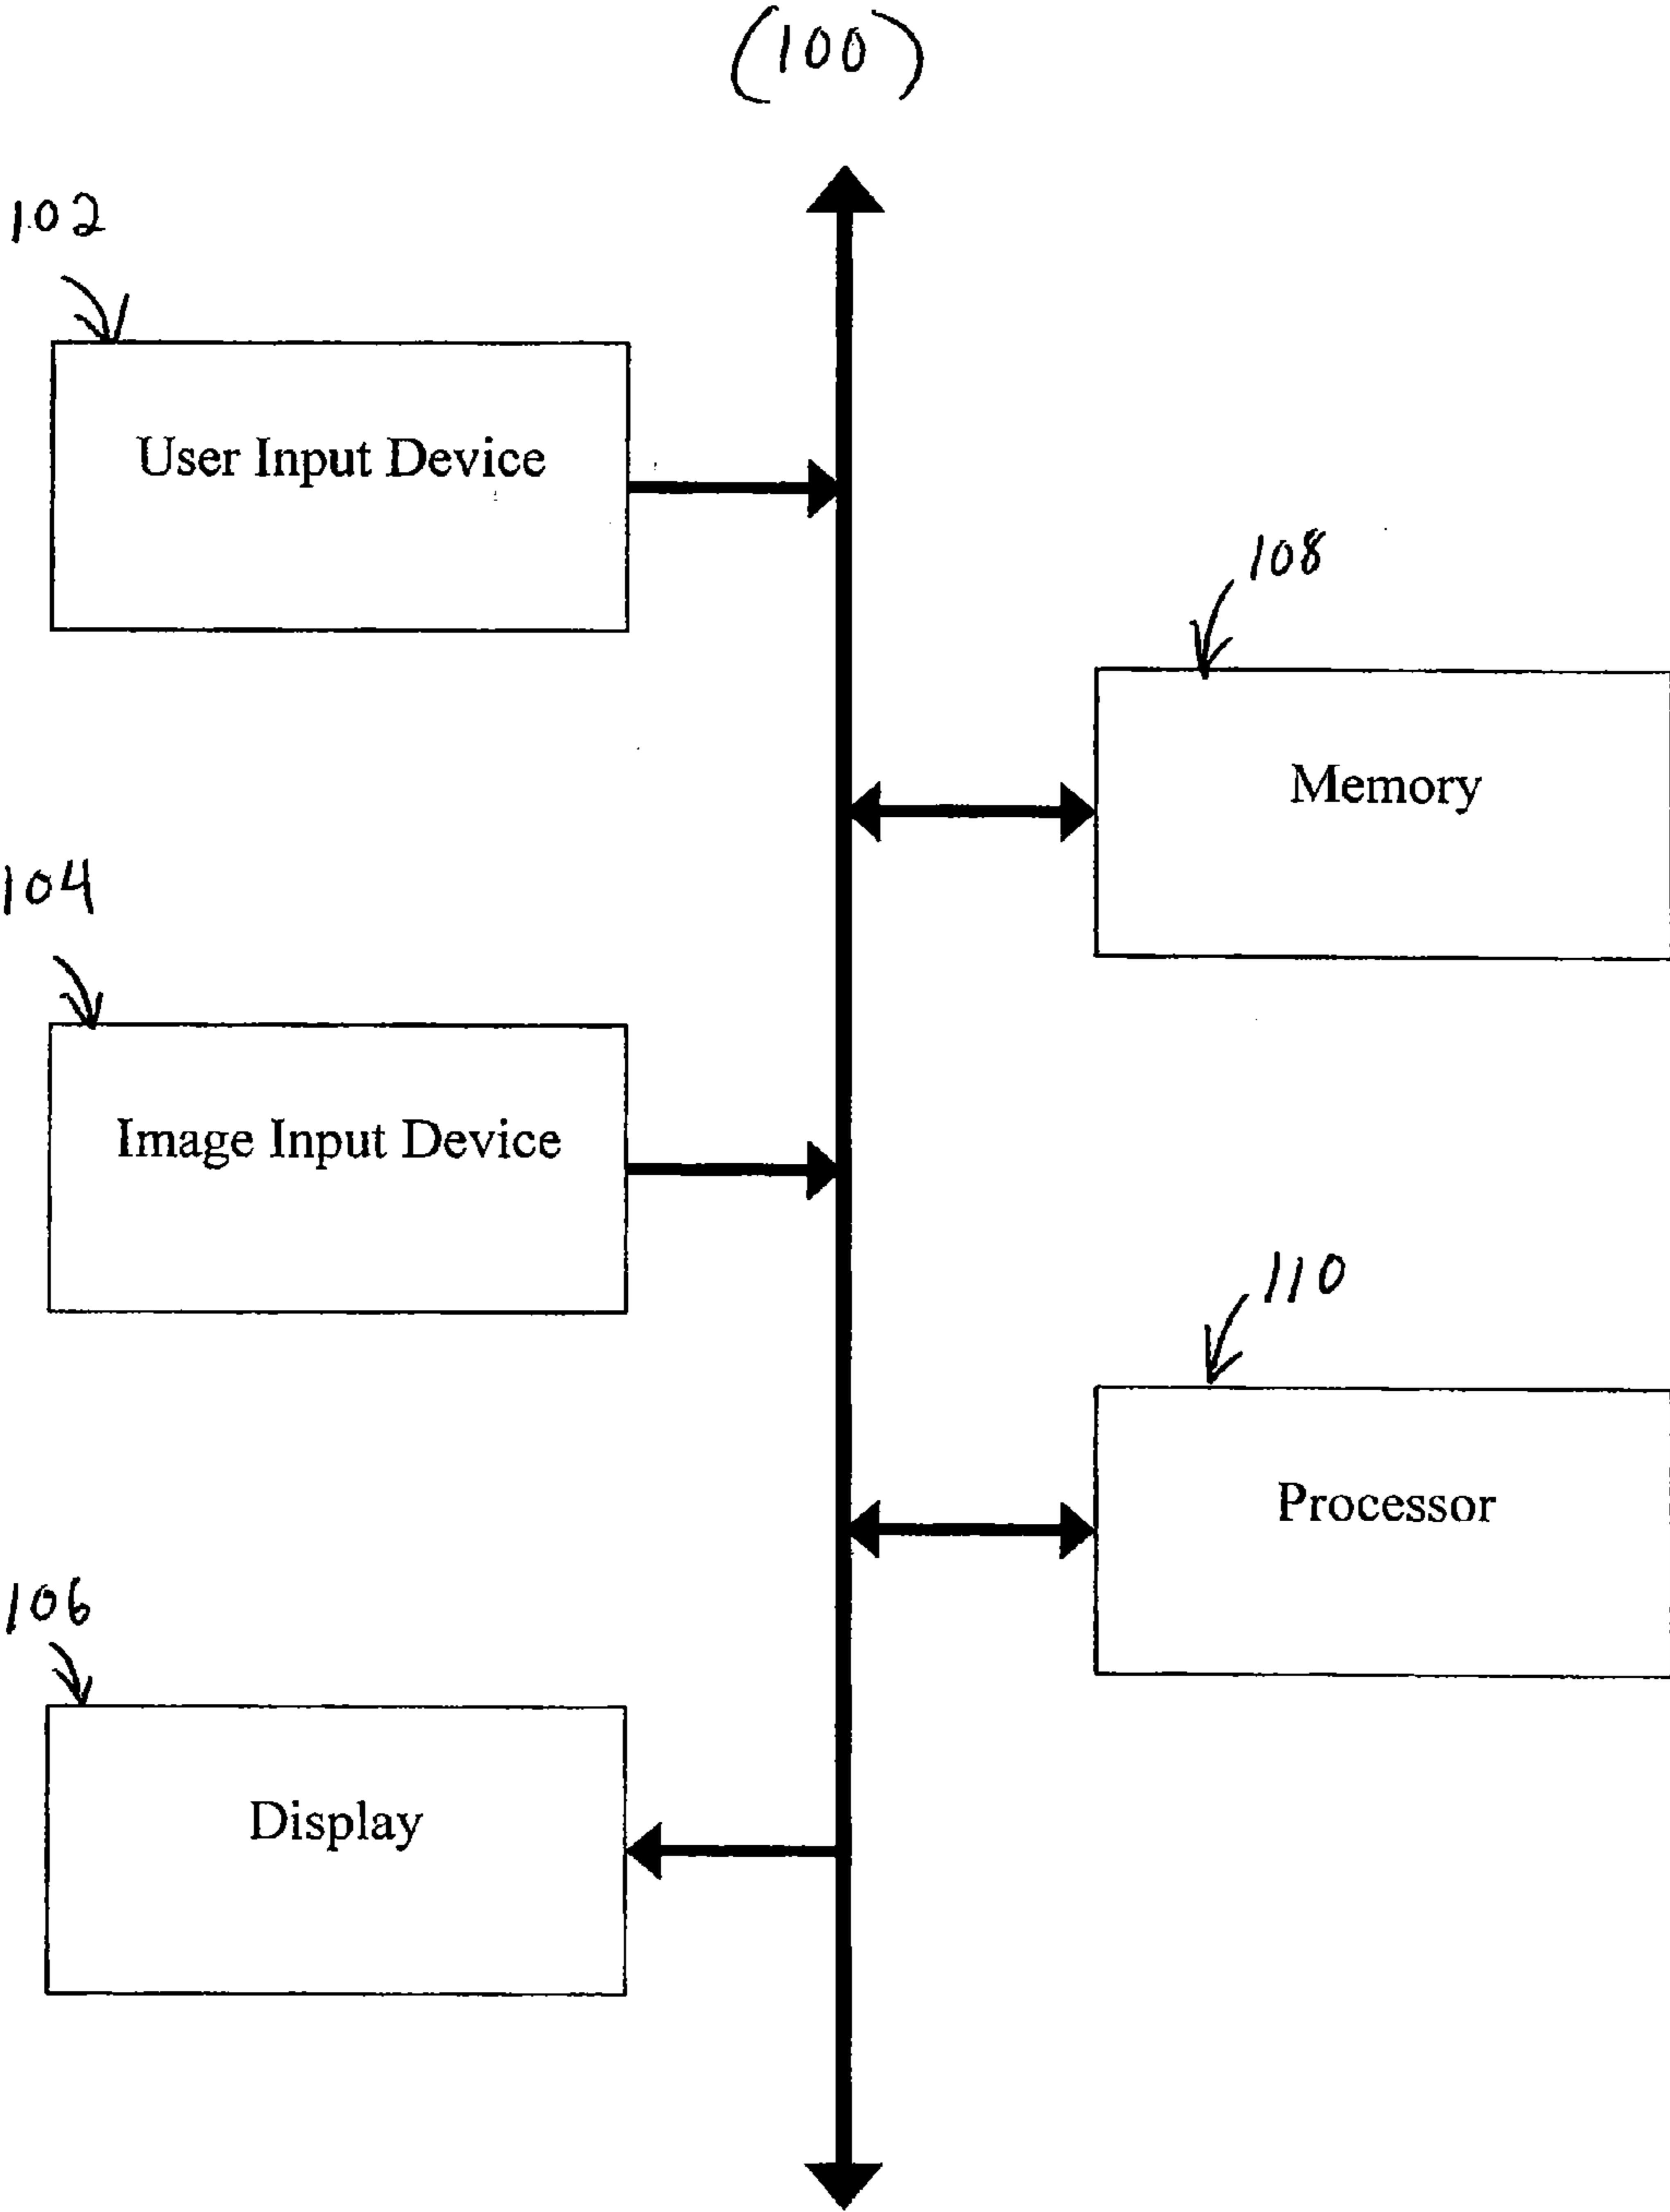 (100)
102
User Input Device
108
Memory
104
Image Input Device
110
Processor
106
Display